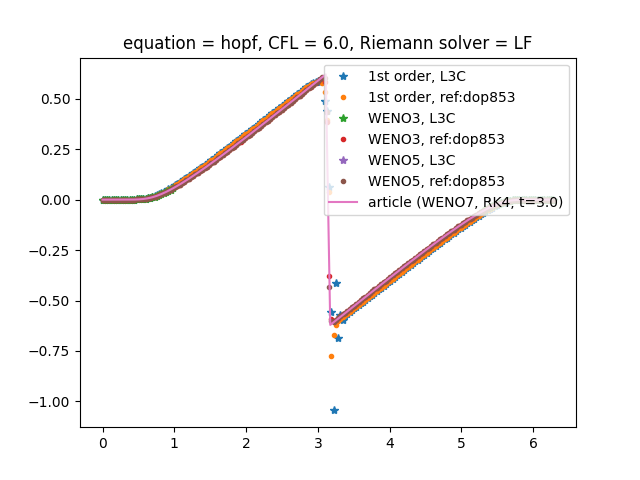 equation = hopf, CFL = 6.0, Riemann solver = LF
1st order, L3C
1st order, ref:dop853
WENO3, L3C
WENO3, ref:dop853
WENO5, L3C
WENO5, ref:dop853
article (WENO7, RK4, t=3.0)
0.50
0.25
0.00
−0.25
−0.50
−0.75
−1.00
0 1 2 3 4 5 6